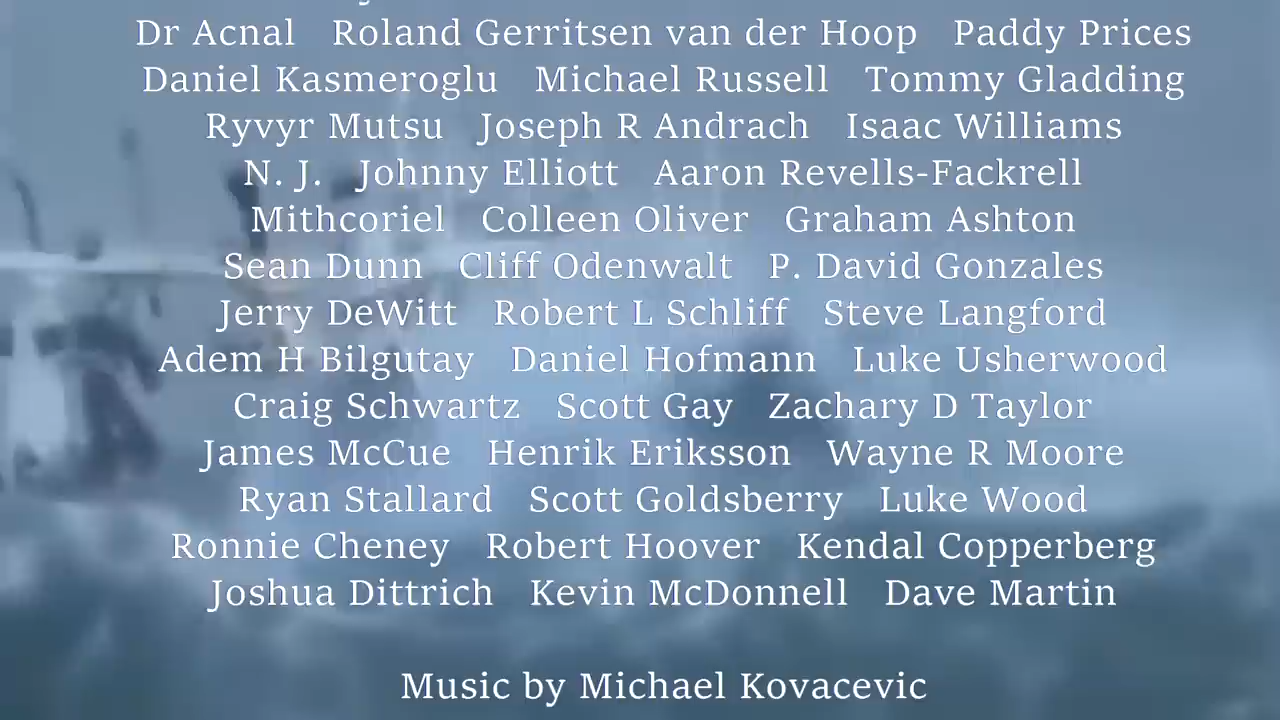 Dr Acnal Roland Gerritsen van der Hoop Paddy Prices
Daniel Kasmeroglu Michael Russell Tommy Gladding
Ryvyr Mutsu Joseph R Andrach Isaac Williams
N. J. Johnny Elliott Aaron Revells-Fackrell
Mithcoriel Colleen Oliver Graham Ashton
Sean Dunn Cliff Odenwalt P. David Gonzales
Jerry DeWitt Robert L Schliff Steve Langford
Adem H Bilgutay Daniel Hofmann Luke Usherwood
Craig Schwartz Scott Gay Zachary D Taylor
James McCue Henrik Eriksson Wayne R Moore
Ryan Stallard Scott Goldsberry Luke Wood
Ronnie Cheney Robert Hoover Kendal Copperberg
Joshua Dittrich Kevin McDonnell Dave Martin
Music by Michael Kovacevic